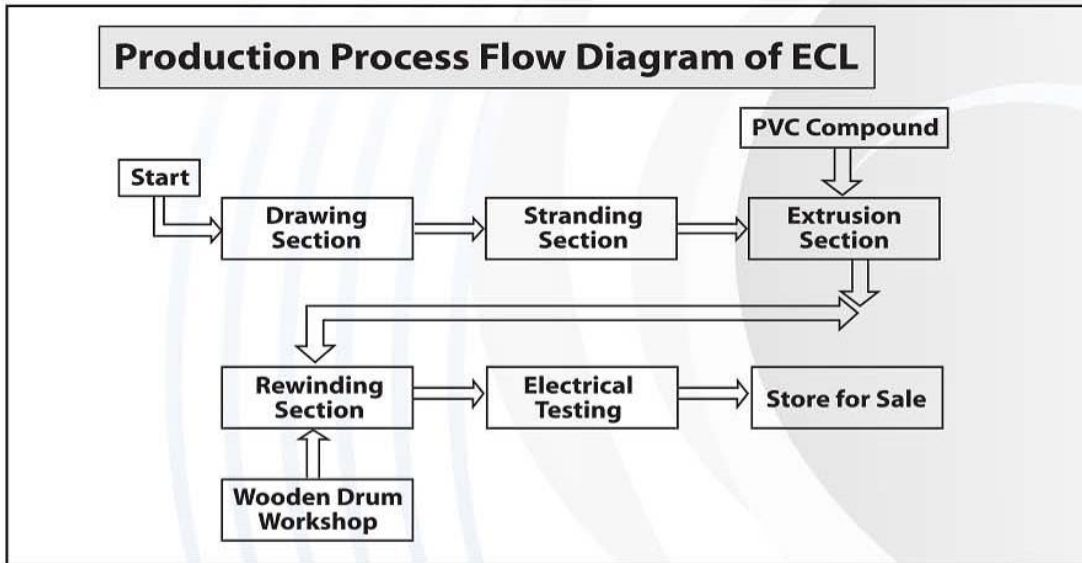 Production Process Flow Diagram of ECL
PVC Compound
Start
Drawing
Section
Stranding
Section
Extrusion
Section
Rewinding
Section
Electrical
Testing
Store for Sale
Wooden Drum
Workshop